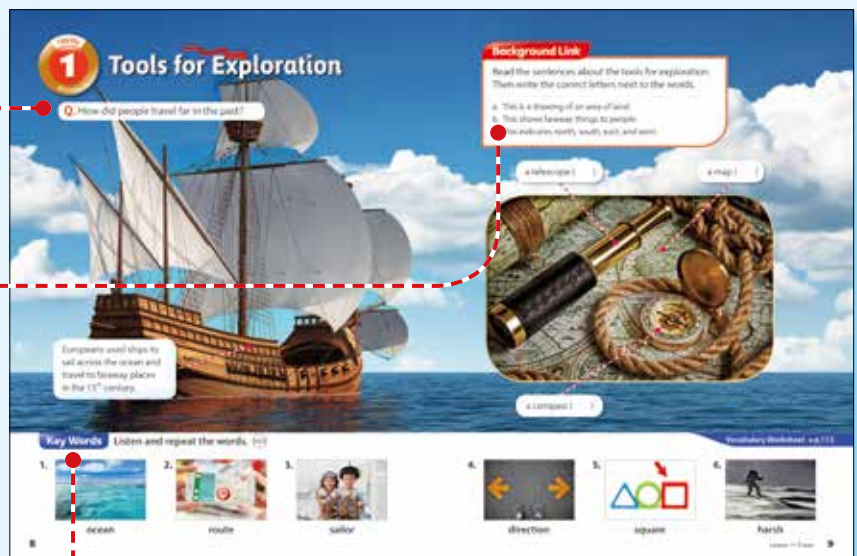 1
Tools for Exploration
Q. How did people travel far in the past?
Background Link
Read the sentences about the tools for exploration.
Then write the correct letters next to the words.
a. This is a drawing of an area of land.
b. This shows faraway things to people.
This indicates north, south, east, and west.
a telescope ( )
a map ( )
a compass ( )
Europeans used ships to
sail across the ocean and
travel to faraway places
in the 15th century.
Key Words
Listen and repeat the words.
Vocabulary Worksheet
1.
ocean
2.
route
3.
sailor
4.
direction
5.
square
6.
harsh
8
9